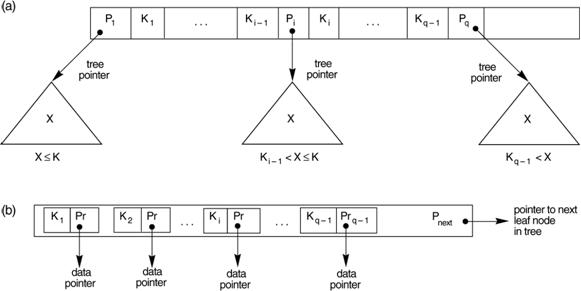 (a)
P1 K1 ... Ki–1 Pi Ki ... Kq–1 Pq
tree pointer
tree pointer
tree pointer
X
X
X
X ≤ K
Ki–1 < X ≤ K
Kq–1 < X
(b)
K1 Pr K2 Pr ... Ki Pr ... Kq–1 Prq–1 Pnext
pointer to next
leaf node
in tree
data pointer
data pointer
data pointer
data pointer